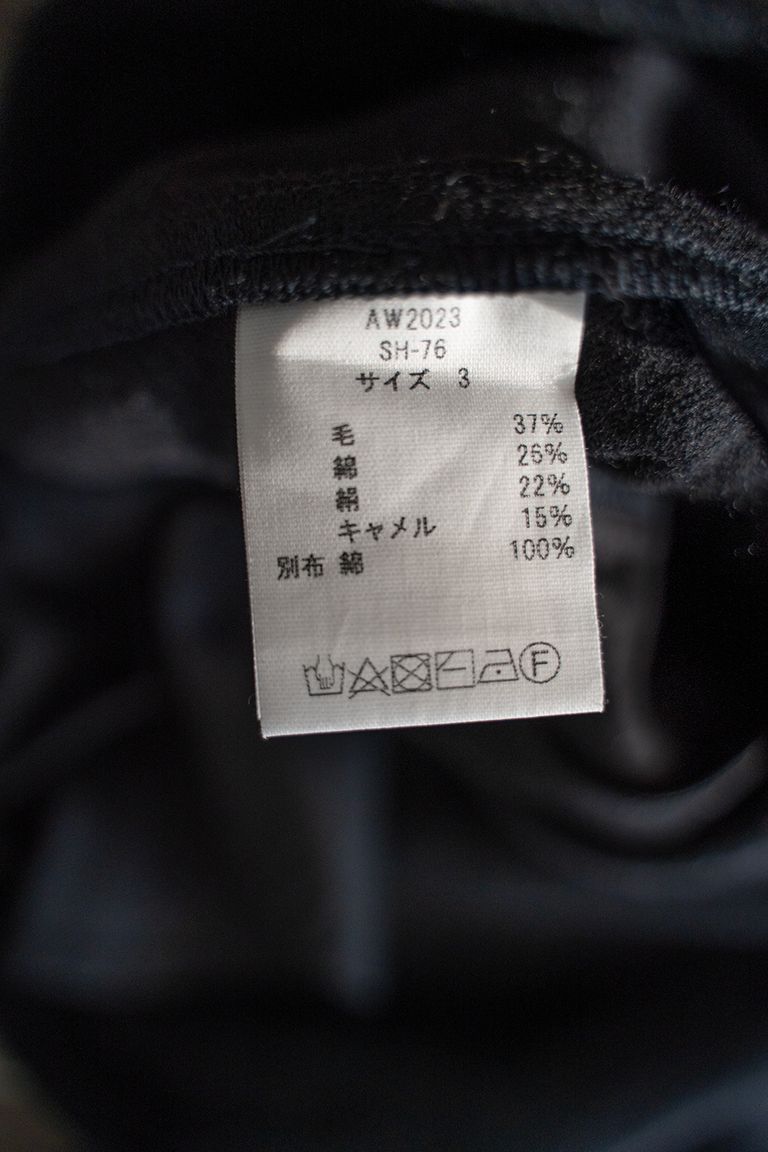 AW2023
SH-76
サイズ 3
毛 37%
綿 26%
絹 22%
キャメル 15%
別布 綿 100%
F